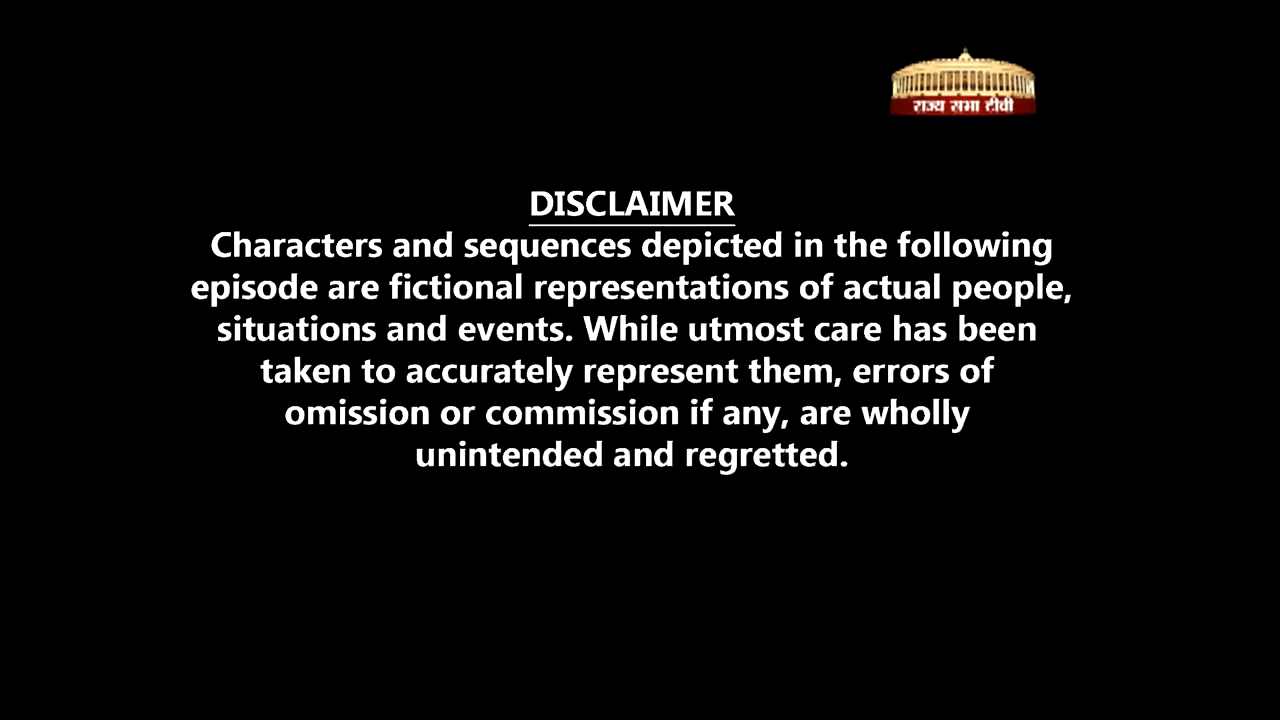 राज्य सभा टीवी
DISCLAIMER
Characters and sequences depicted in the following
episode are fictional representations of actual people,
situations and events. While utmost care has been
taken to accurately represent them, errors of
omission or commission if any, are wholly
unintended and regretted.